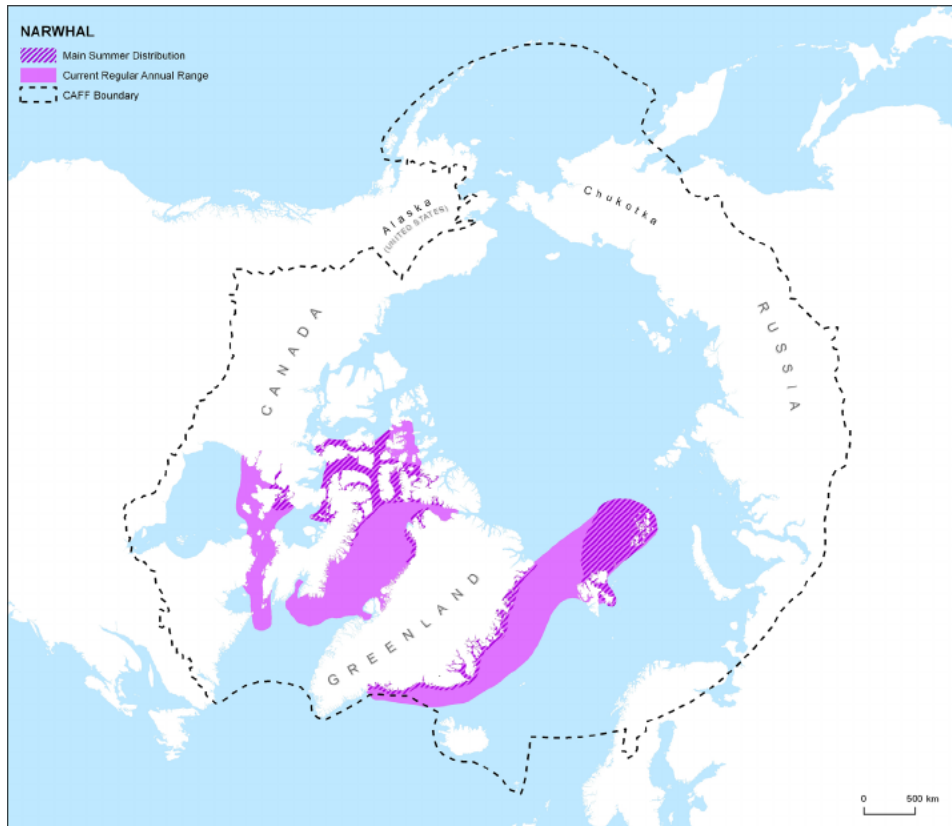 NARWHAL
Main Summer Distribution
Current Regular Annual Range
CAFF Boundary
Alaska
(UNITED STATES)
Chukotka
CANADA
RUSSIA
GREENLAND
0 500 km